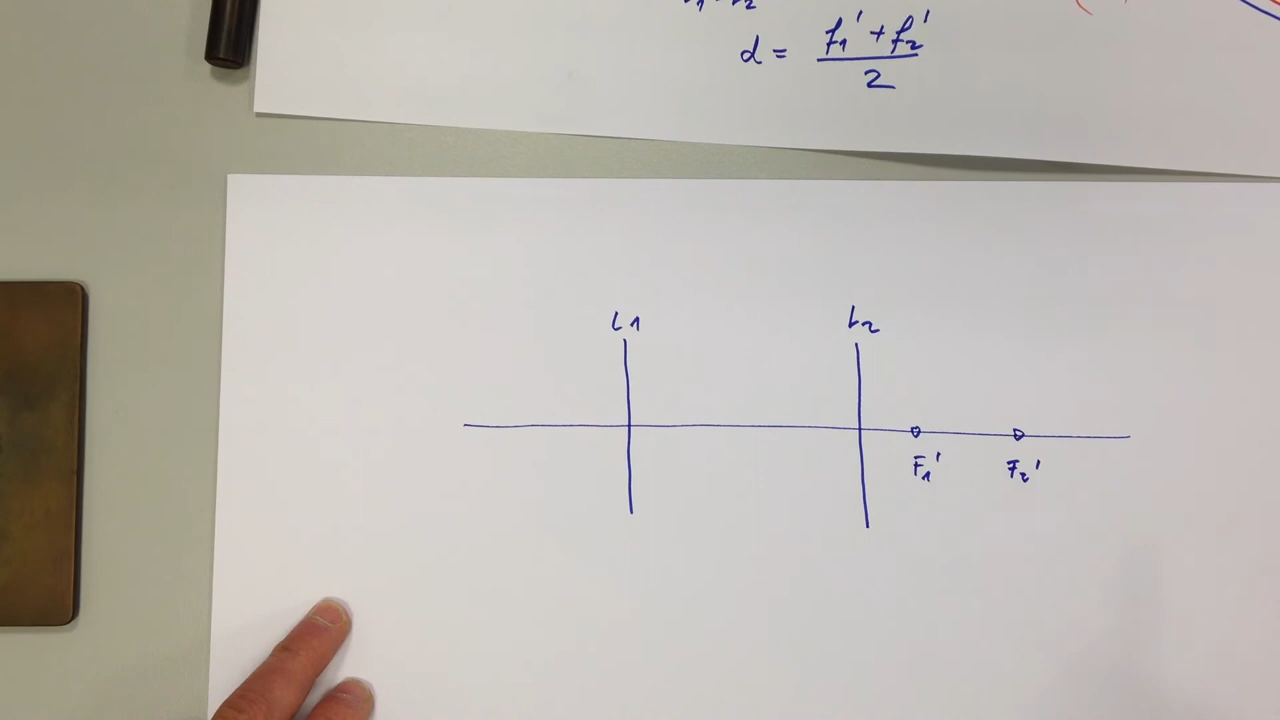 d = f₁' + f₂' / 2
L1 L2
F₁' F₂'